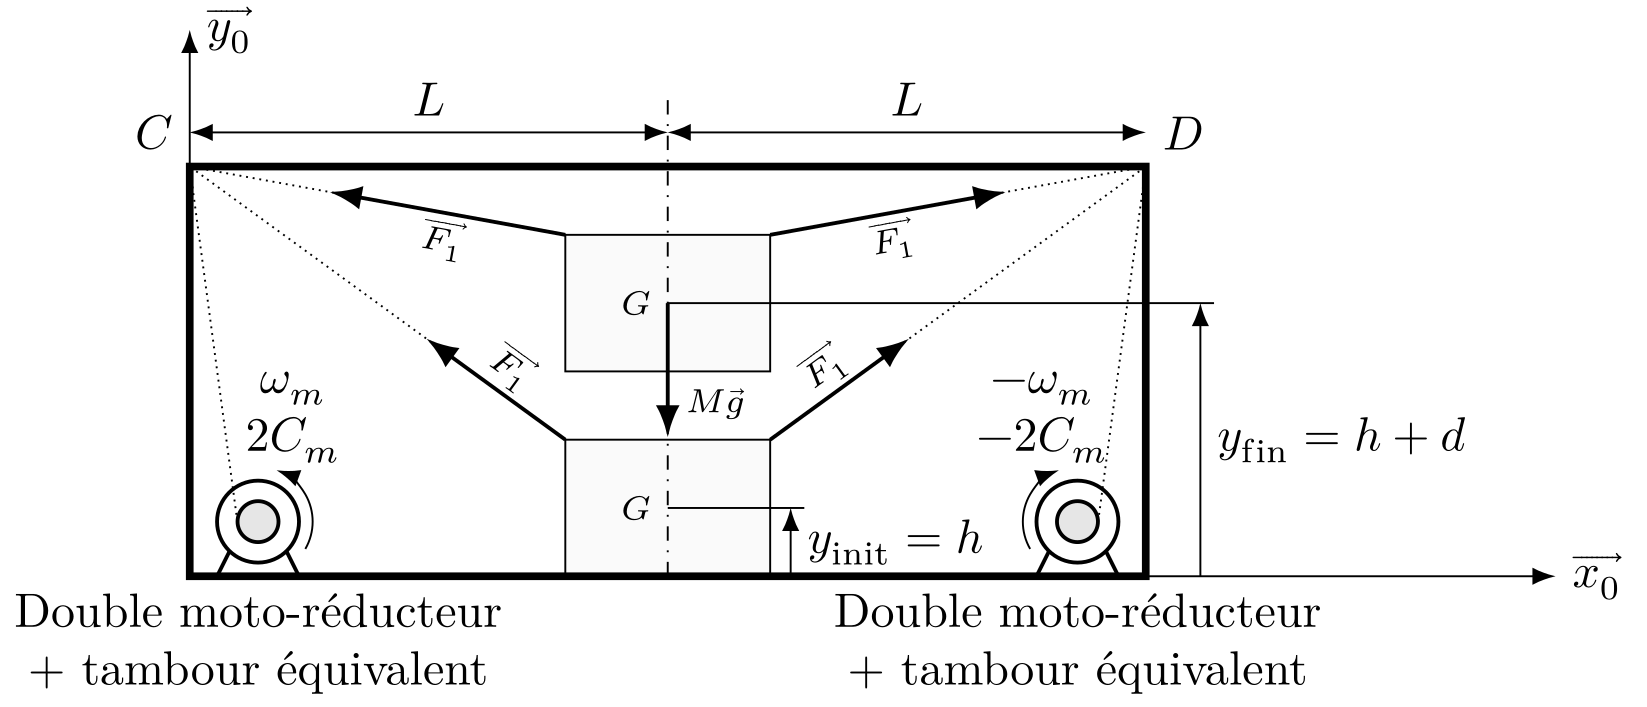 $\overrightarrow{y_0}$
L L
C D
$\overrightarrow{F_1}$ $\overrightarrow{F_1}$
G
$\overrightarrow{F_1}$ $\overrightarrow{F_1}$
$\omega_m$ $-\omega_m$
$M\vec{g}$
$2C_m$ $-2C_m$ $y_{\text{fin}} = h + d$
G
$y_{\text{init}} = h$
$\overrightarrow{x_0}$
Double moto-réducteur Double moto-réducteur
+ tambour équivalent + tambour équivalent